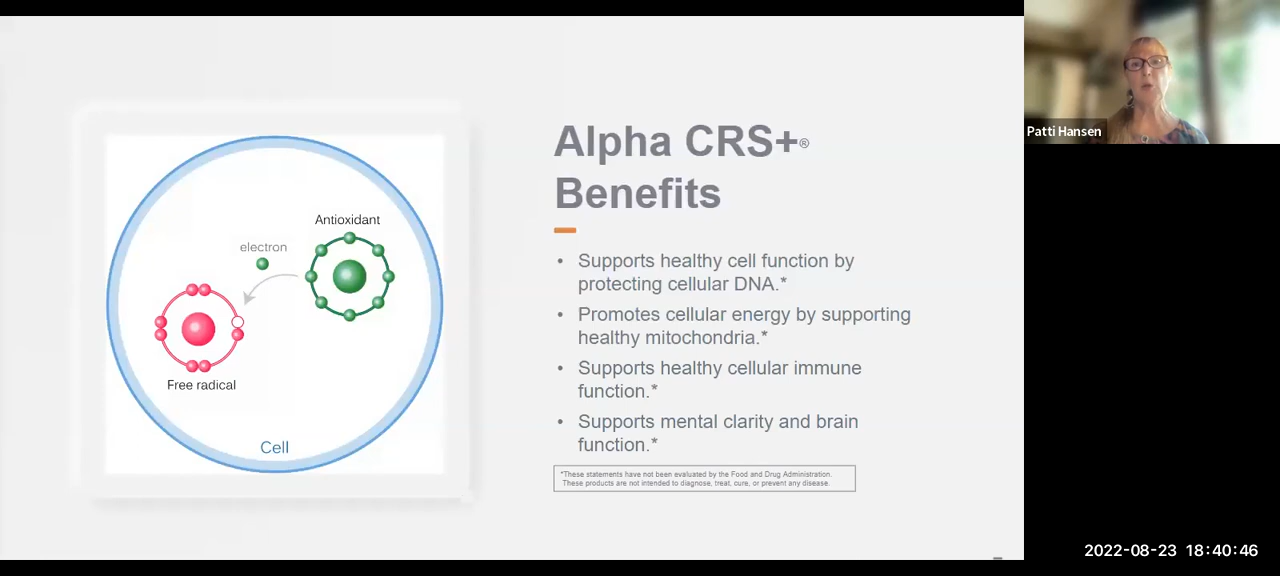 Alpha CRS+®
Benefits
Antioxidant
electron
Free radical
Cell
• Supports healthy cell function by
protecting cellular DNA.*
• Promotes cellular energy by supporting
healthy mitochondria.*
• Supports healthy cellular immune
function.*
• Supports mental clarity and brain
function.*
*These statements have not been evaluated by the Food and Drug Administration.
These products are not intended to diagnose, treat, cure, or prevent any disease.
Patti Hansen
2022-08-23 18:40:46